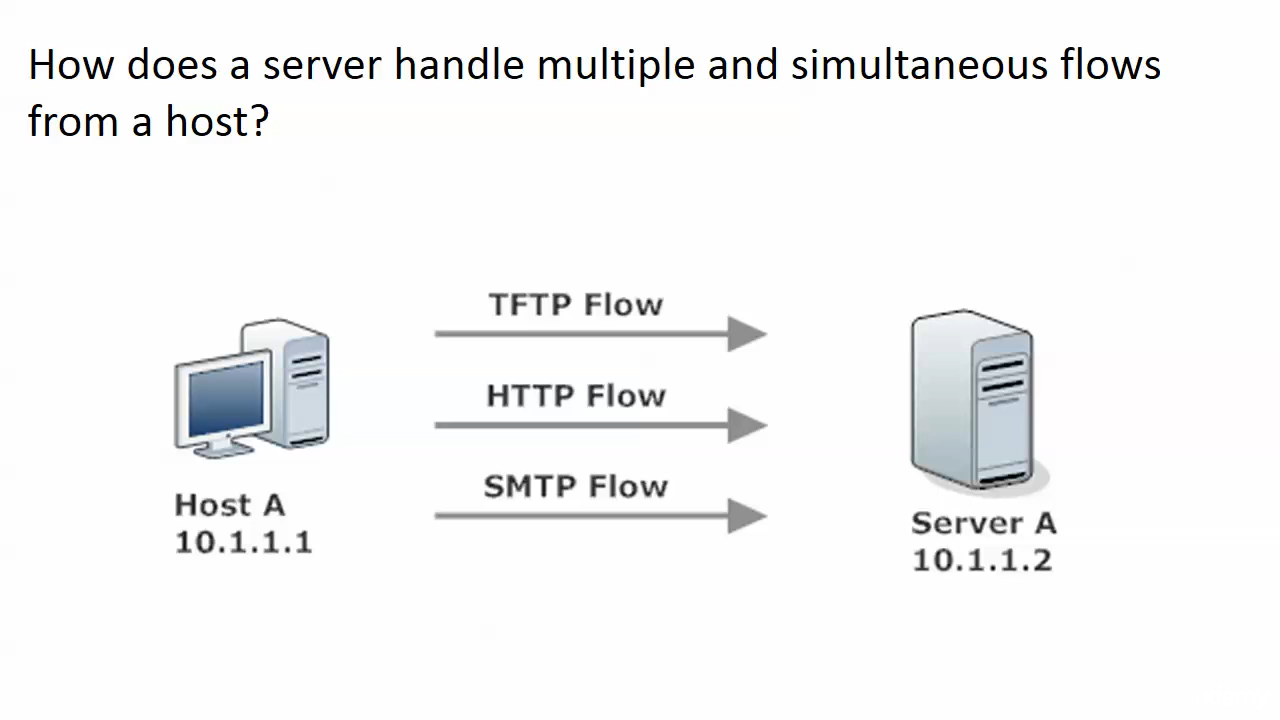 How does a server handle multiple and simultaneous flows
from a host?
TFTP Flow
HTTP Flow
SMTP Flow
Host A
10.1.1.1
Server A
10.1.1.2